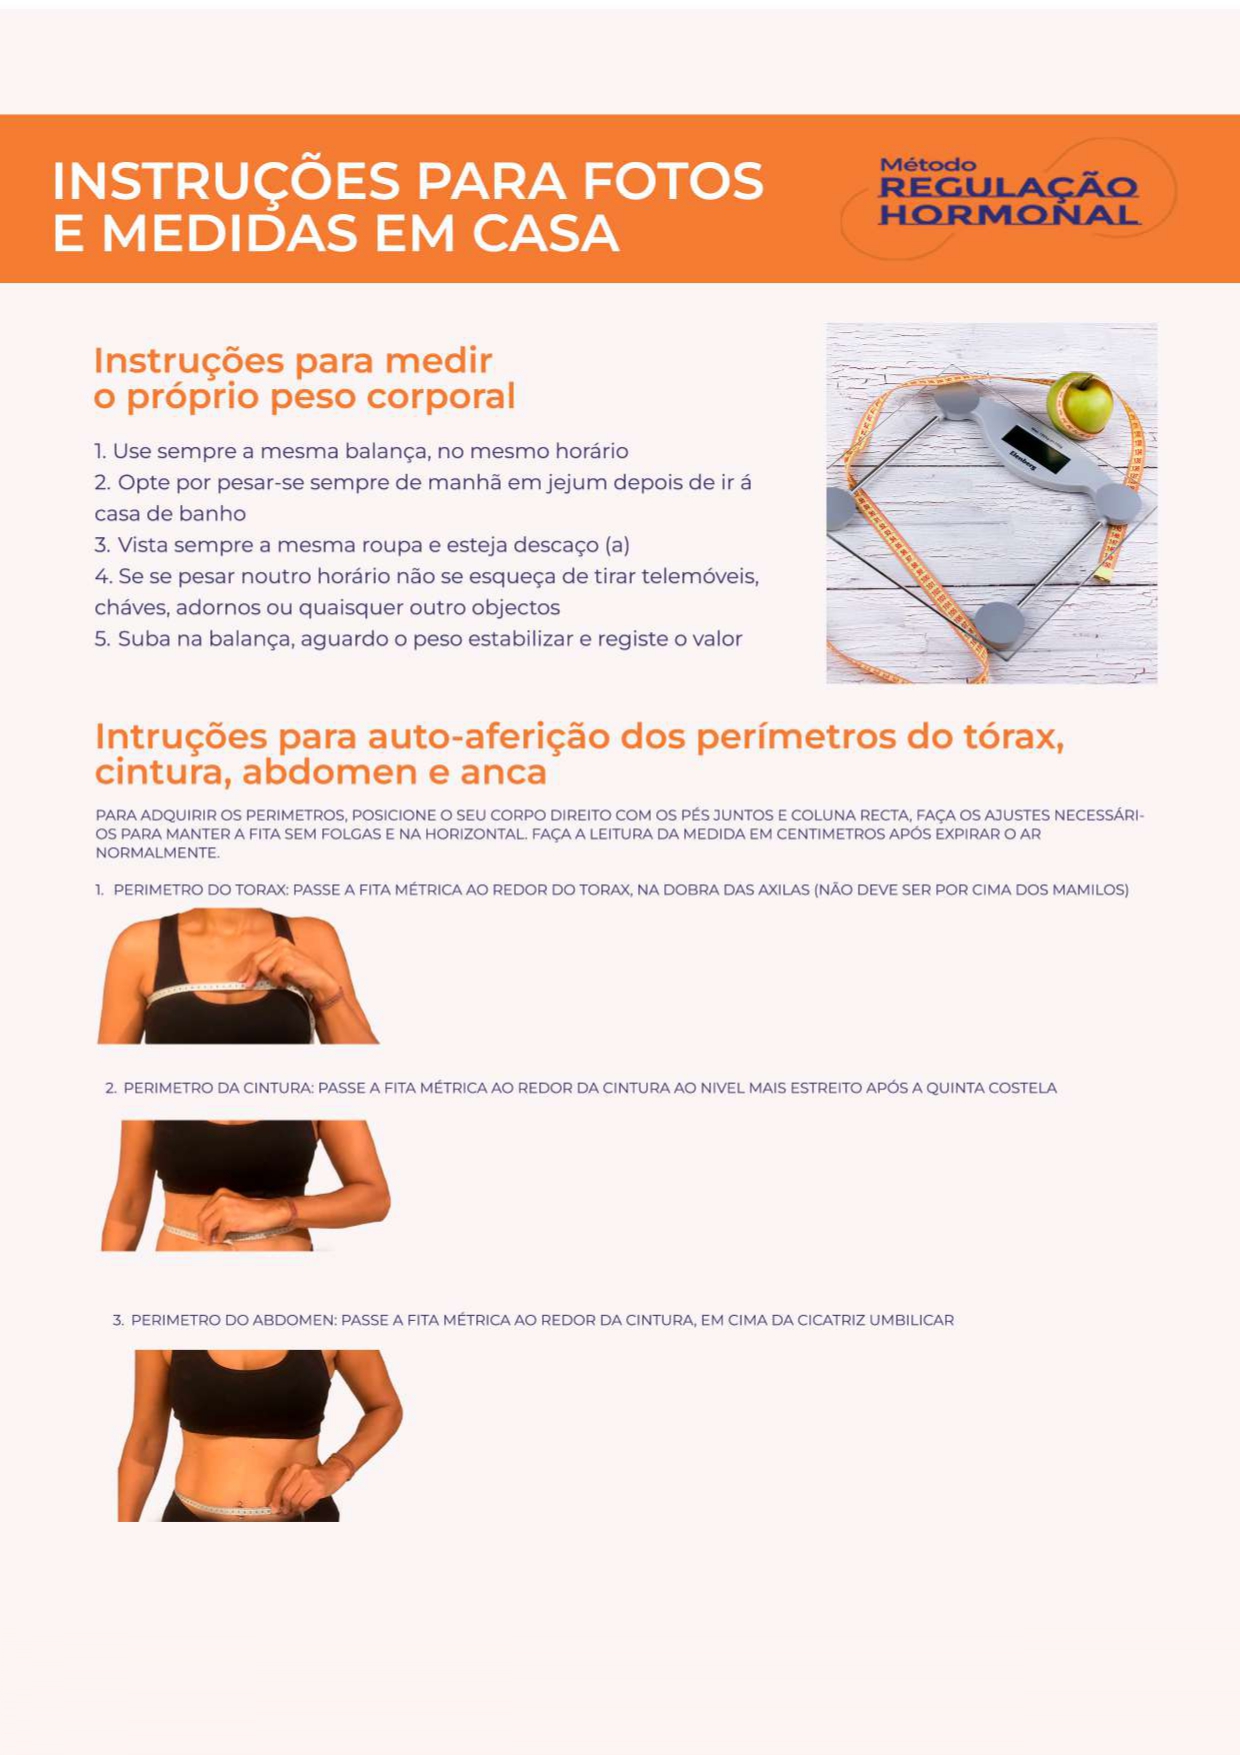 INSTRUÇÕES PARA FOTOS
E MEDIDAS EM CASA
Método
REGULAÇÃO
HORMONAL
Instruções para medir
o próprio peso corporal
1. Use sempre a mesma balança, no mesmo horário
2. Opte por pesar-se sempre de manhã em jejum depois de ir á
casa de banho
3. Vista sempre a mesma roupa e esteja descaço (a)
4. Se se pesar noutro horário não se esqueça de tirar telemóveis,
cháves, adornos ou quaisquer outro objectos
5. Suba na balança, aguardo o peso estabilizar e registe o valor
Elenberg
Intruções para auto-aferição dos perímetros do tórax,
cintura, abdomen e anca
PARA ADQUIRIR OS PERIMETROS, POSICIONE O SEU CORPO DIREITO COM OS PÉS JUNTOS E COLUNA RECTA, FAÇA OS AJUSTES NECESSÁRI-
OS PARA MANTER A FITA SEM FOLGAS E NA HORIZONTAL. FAÇA A LEITURA DA MEDIDA EM CENTIMETROS APÓS EXPIRAR O AR
NORMALMENTE.
1. PERIMETRO DO TORAX: PASSE A FITA MÉTRICA AO REDOR DO TORAX, NA DOBRA DAS AXILAS (NÃO DEVE SER POR CIMA DOS MAMILOS)
2. PERIMETRO DA CINTURA: PASSE A FITA MÉTRICA AO REDOR DA CINTURA AO NIVEL MAIS ESTREITO APÓS A QUINTA COSTELA
3. PERIMETRO DO ABDOMEN: PASSE A FITA MÉTRICA AO REDOR DA CINTURA, EM CIMA DA CICATRIZ UMBILICAR